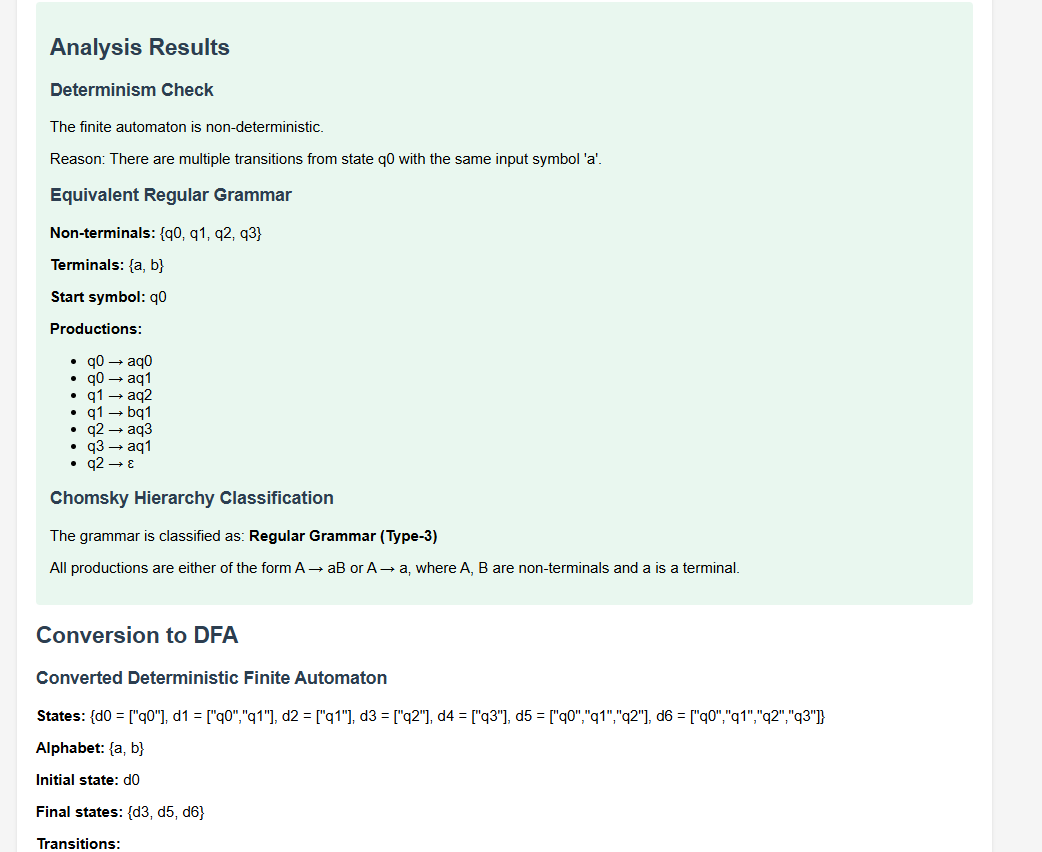 Analysis Results
Determinism Check
The finite automaton is non-deterministic.
Reason: There are multiple transitions from state q0 with the same input symbol 'a'.
Equivalent Regular Grammar
Non-terminals: {q0, q1, q2, q3}
Terminals: {a, b}
Start symbol: q0
Productions:
• q0 → aq0
• q0 → aq1
• q1 → aq2
• q1 → bq1
• q2 → aq3
• q3 → aq1
• q2 → ε
Chomsky Hierarchy Classification
The grammar is classified as: Regular Grammar (Type-3)
All productions are either of the form A → aB or A → a, where A, B are non-terminals and a is a terminal.
Conversion to DFA
Converted Deterministic Finite Automaton
States: {d0 = ["q0"], d1 = ["q0","q1"], d2 = ["q1"], d3 = ["q2"], d4 = ["q3"], d5 = ["q0","q1","q2"], d6 = ["q0","q1","q2","q3"]}
Alphabet: {a, b}
Initial state: d0
Final states: {d3, d5, d6}
Transitions: